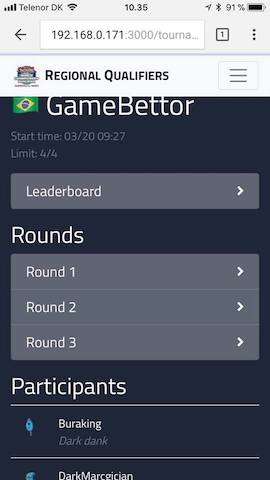 Telenor DK
10.35
91 %
192.168.0.171:3000/tourna...
1
REGIONAL QUALIFIERS
GameBettor
Start time: 03/20 09:27
Limit: 4/4
Leaderboard
Rounds
Round 1
Round 2
Round 3
Participants
Buraking
Dark dank
DarkMarcgician